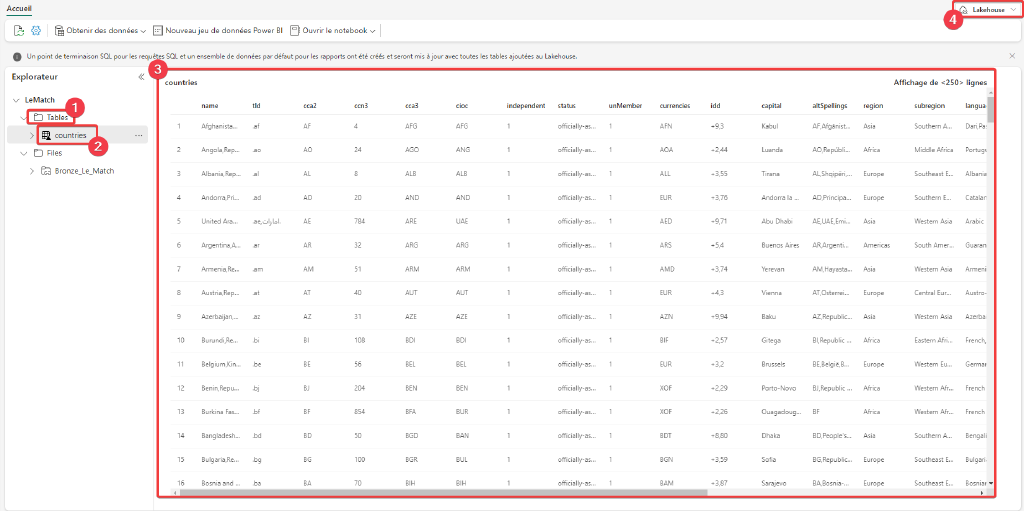 Accueil
Lakehouse
4
Obtenir des données
Nouveau jeu de données Power BI
Ouvrir le notebook
Un point de terminaison SQL pour les requêtes SQL et un ensemble de données par défaut pour les rapports ont été créés et seront mis à jour avec toutes les tables ajoutées au Lakehouse.
Explorateur
LeMatch
1
Tables
countries
2
Files
Bronze_Le_Match
3
countries Affichage de <250> lignes
name tld cca2 ccn3 cca3 cioc independent status unMember currencies idd capital altSpellings region subregion langua
1 Afghanista... .af AF 4 AFG AFG 1 officially-as... 1 AFN +9,3 Kabul AF,Afġānist... Asia Southern A... Dari,Pas
2 Angola,Rep... .ao AO 24 AGO ANG 1 officially-as... 1 AOA +2,44 Luanda AO,Repúbli... Africa Middle Africa Portugu
3 Albania,Rep... .al AL 8 ALB ALB 1 officially-as... 1 ALL +3,55 Tirana AL,Shqipëri,... Europe Southeast E... Albania
4 Andorra,Pri... .ad AD 20 AND AND 1 officially-as... 1 EUR +3,76 Andorra la ... AD,Principa... Europe Southern E... Catalan
5 United Ara... .ae,امارات. AE 784 ARE UAE 1 officially-as... 1 AED +9,71 Abu Dhabi AE,UAE,Emi... Asia Western Asia Arabic
6 Argentina,A... .ar AR 32 ARG ARG 1 officially-as... 1 ARS +5,4 Buenos Aires AR,Argenti... Americas South Amer... Guaran
7 Armenia,Re... .am AM 51 ARM ARM 1 officially-as... 1 AMD +3,74 Yerevan AM,Hayasta... Asia Western Asia Armeni
8 Austria,Rep... .at AT 40 AUT AUT 1 officially-as... 1 EUR +4,3 Vienna AT,Österrei... Europe Central Eur... Austro-
9 Azerbaijan,... .az AZ 31 AZE AZE 1 officially-as... 1 AZN +9,94 Baku AZ,Republic... Asia Western Asia Azerba
10 Burundi,Re... .bi BI 108 BDI BDI 1 officially-as... 1 BIF +2,57 Gitega BI,Republic ... Africa Eastern Afri... French,
11 Belgium,Kin... .be BE 56 BEL BEL 1 officially-as... 1 EUR +3,2 Brussels BE,België,B... Europe Western Eu... German
12 Benin,Repu... .bj BJ 204 BEN BEN 1 officially-as... 1 XOF +2,29 Porto-Novo BJ,Republic ... Africa Western Afr... French
13 Burkina Fas... .bf BF 854 BFA BUR 1 officially-as... 1 XOF +2,26 Ouagadoug... BF Africa Western Afr... French
14 Bangladesh... .bd BD 50 BGD BAN 1 officially-as... 1 BDT +8,80 Dhaka BD,People's... Asia Southern A... Bengali
15 Bulgaria,Re... .bg BG 100 BGR BUL 1 officially-as... 1 BGN +3,59 Sofia BG,Republic... Europe Southeast E... Bulgari
16 Bosnia and ... .ba BA 70 BIH BIH 1 officially-as... 1 BAM +3,87 Sarajevo BA,Bosnia-... Europe Southeast E... Bosnia